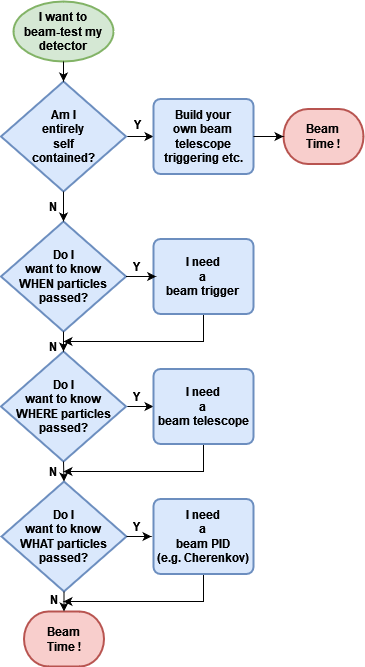 I want to
beam-test my
detector
Am I
entirely
self
contained?
Y
Build your
own beam
telescope
triggering etc.
Beam
Time !
N
Do I
want to know
WHEN particles
passed?
Y
I need
a
beam trigger
N
Do I
want to know
WHERE particles
passed?
Y
I need
a
beam telescope
N
Do I
want to know
WHAT particles
passed?
Y
I need
a
beam PID
(e.g. Cherenkov)
N
Beam
Time !